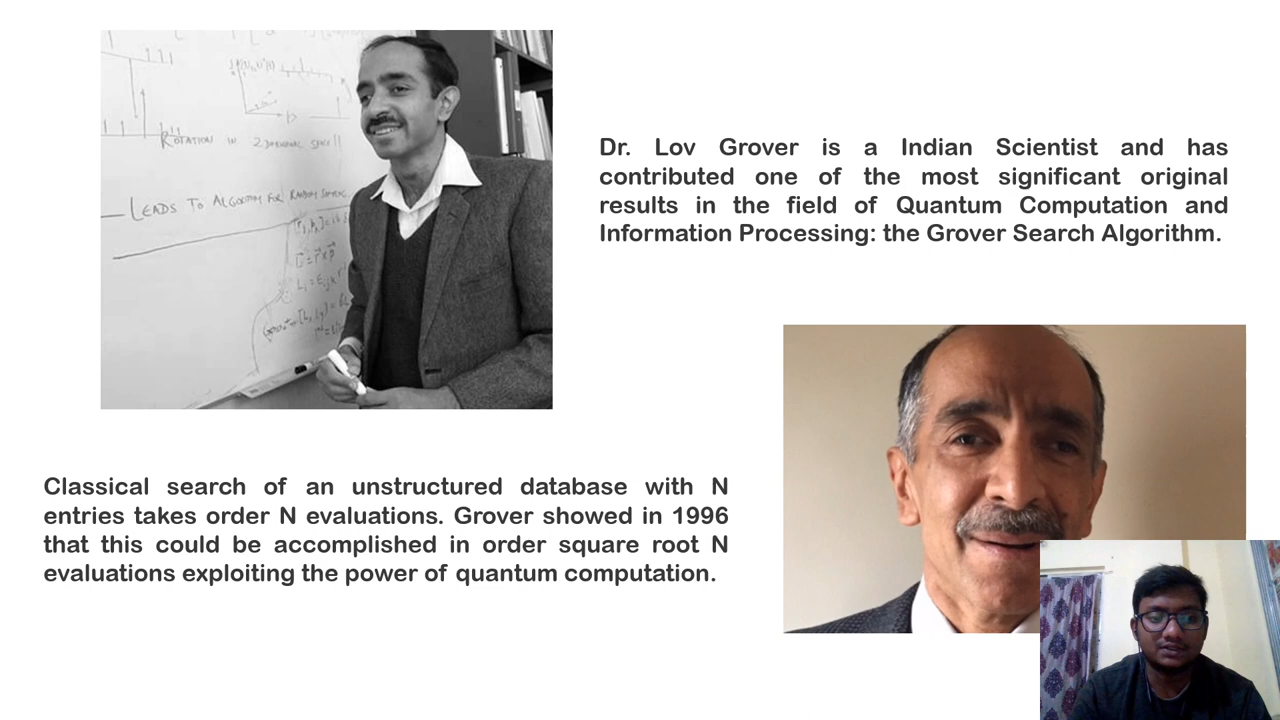 ROTATION IN 2 DIMENSIONAL SPACE!!
LEADS TO ALGORITHM FOR RANDOM
Dr. Lov Grover is a Indian Scientist and has
contributed one of the most significant original
results in the field of Quantum Computation and
Information Processing: the Grover Search Algorithm.
Classical search of an unstructured database with N
entries takes order N evaluations. Grover showed in 1996
that this could be accomplished in order square root N
evaluations exploiting the power of quantum computation.